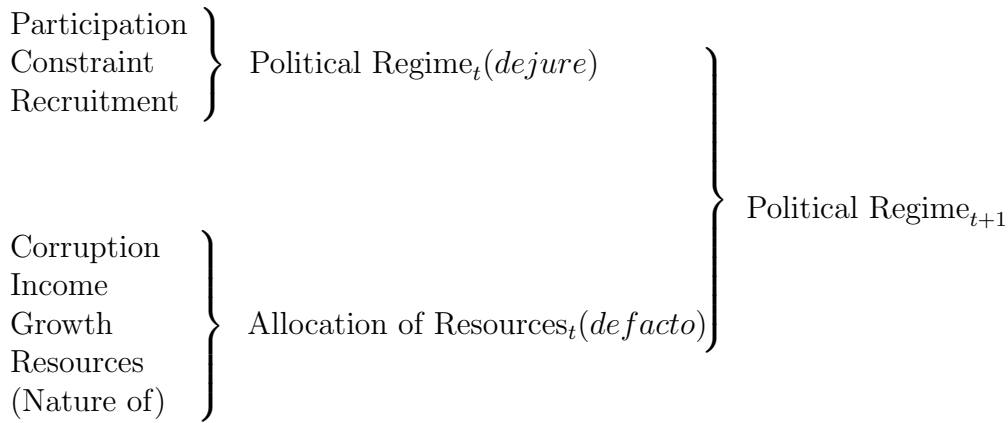 Participation
Constraint
Recruitment
Political Regime_t(dejure)
Corruption
Income
Growth
Resources
(Nature of)
Allocation of Resources_t(defacto)
Political Regime_{t+1}